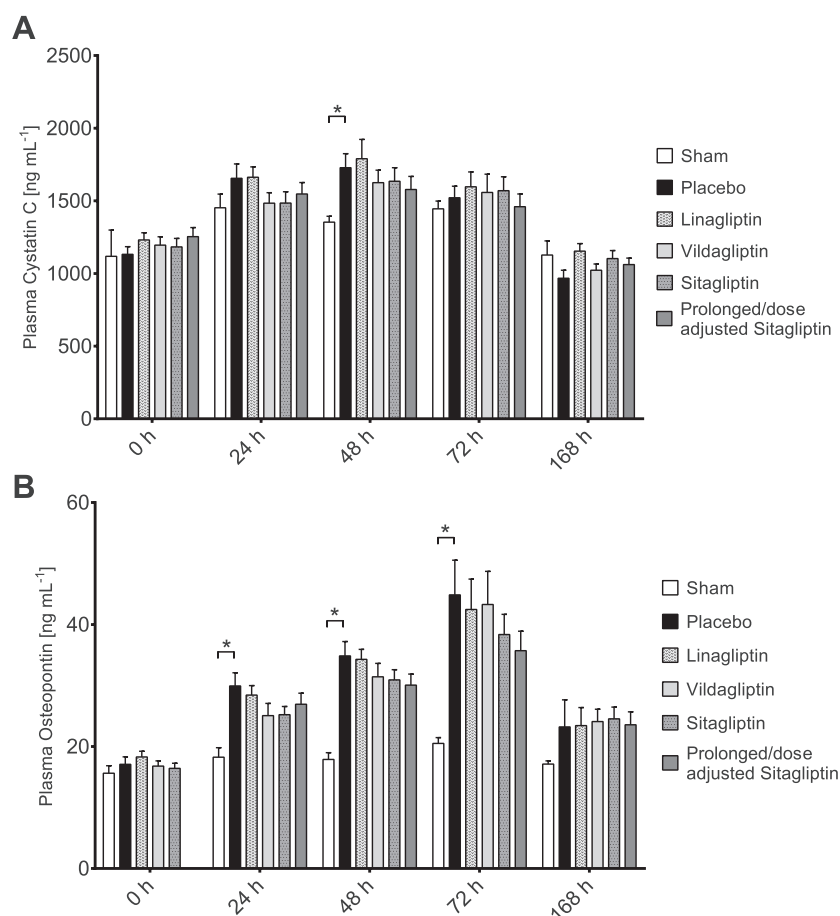 A
2500
2000
1500
1000
500
0
Plasma Cystatin C [ng mL⁻¹]
*
0 h
24 h
48 h
72 h
168 h
Sham
Placebo
Linagliptin
Vildagliptin
Sitagliptin
Prolonged/dose
adjusted Sitagliptin
B
60
40
20
0
Plasma Osteopontin [ng mL⁻¹]
*
*
*
0 h
24 h
48 h
72 h
168 h
Sham
Placebo
Linagliptin
Vildagliptin
Sitagliptin
Prolonged/dose
adjusted Sitagliptin